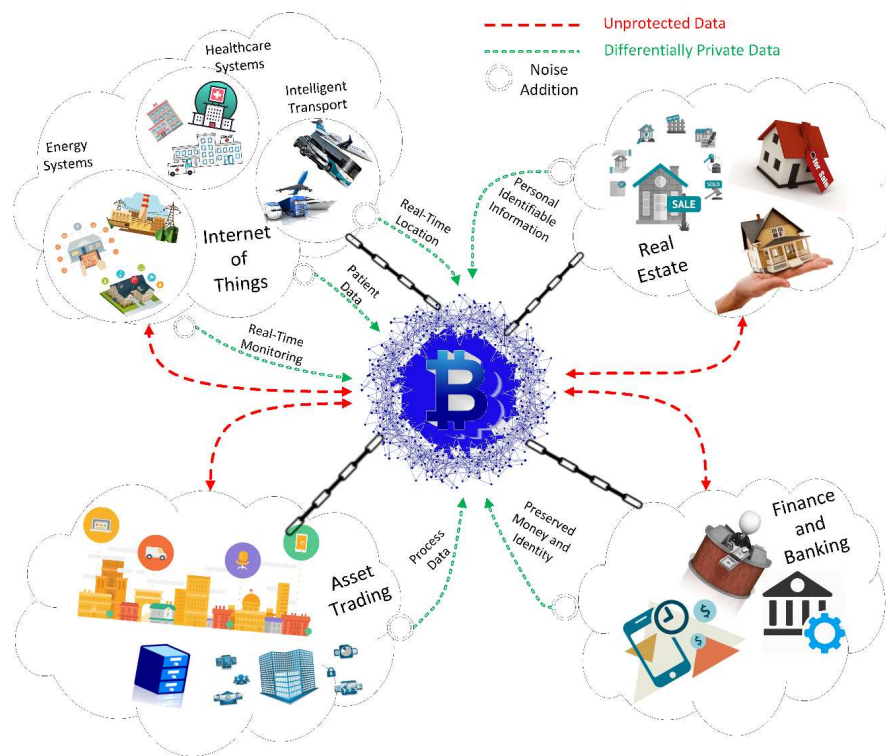 Unprotected Data
Differentially Private Data
Noise
Addition
Healthcare
Systems
Intelligent
Transport
Energy
Systems
Internet
of
Things
Real-Time
Location
Patient
Data
Real-Time
Monitoring
Personal
Identifiable
Information
SALE
SOLD
For Sale
Real
Estate
B
Asset
Trading
Process
Data
Preserved
Money and
Identity
Finance
and
Banking
$
$